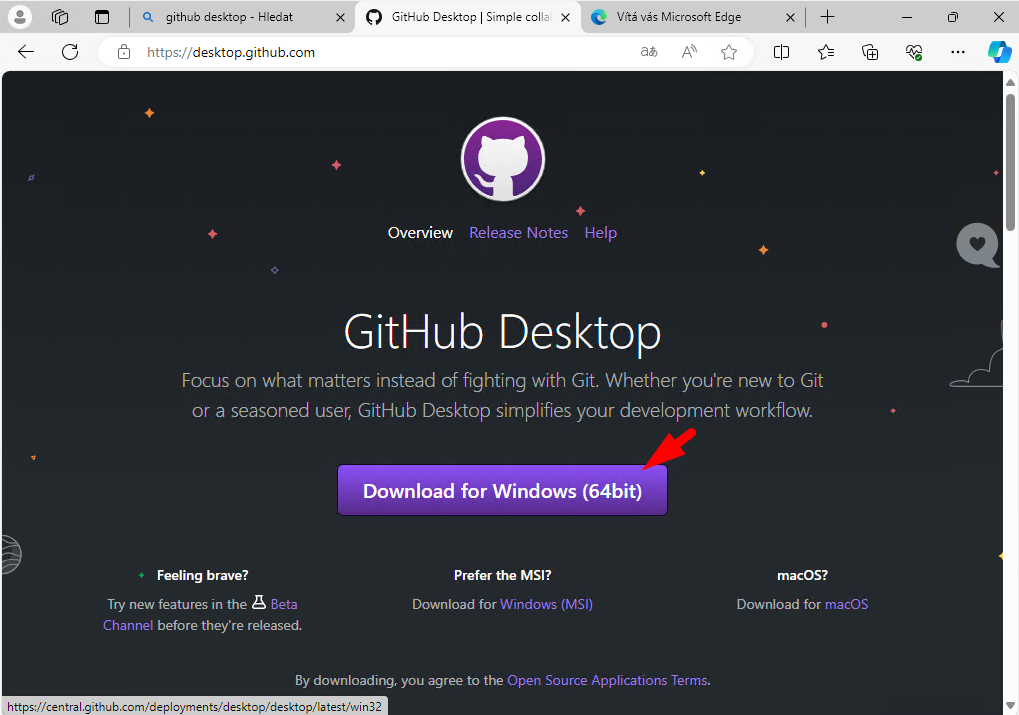 github desktop - Hledat
GitHub Desktop | Simple colla
Vítá vás Microsoft Edge
https://desktop.github.com
aあ
A
Overview Release Notes Help
GitHub Desktop
Focus on what matters instead of fighting with Git. Whether you're new to Git
or a seasoned user, GitHub Desktop simplifies your development workflow.
Download for Windows (64bit)
Feeling brave?
Try new features in the Beta
Channel before they're released.
Prefer the MSI?
Download for Windows (MSI)
macOS?
Download for macOS
By downloading, you agree to the Open Source Applications Terms.
https://central.github.com/deployments/desktop/desktop/latest/win32